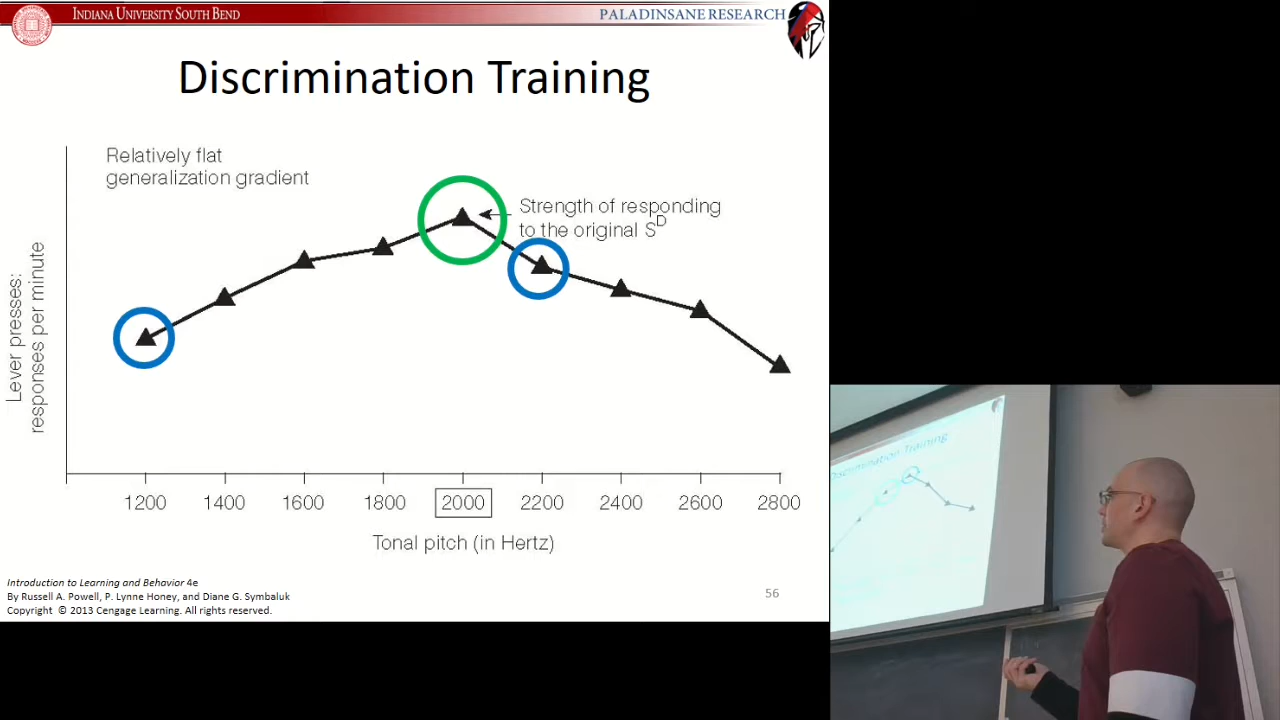 INDIANA UNIVERSITY SOUTH BEND
PALADINSANE RESEARCH
Discrimination Training
Relatively flat
generalization gradient
Strength of responding
to the original S^D
Lever presses:
responses per minute
1200 1400 1600 1800 2000 2200 2400 2600 2800
Tonal pitch (in Hertz)
Introduction to Learning and Behavior 4e
By Russell A. Powell, P. Lynne Honey, and Diane G. Symbaluk
Copyright © 2013 Cengage Learning. All rights reserved.
56
Discrimination Training